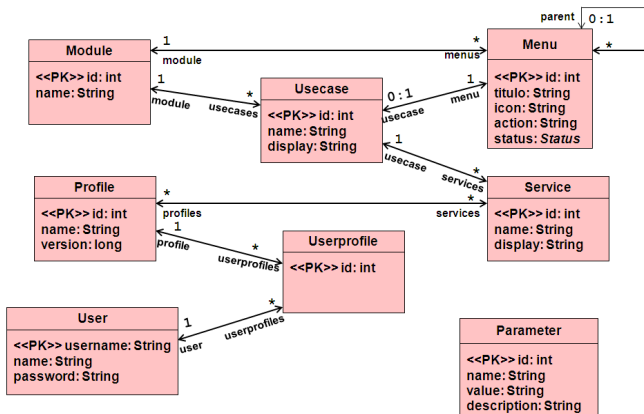 parent
0:1
Module
<<PK>> id: int
name: String
1
module
*
menus
Menu
<<PK>> id: int
titulo: String
icon: String
action: String
status: Status
*
1
module
*
usecases
Usecase
<<PK>> id: int
name: String
display: String
0:1
usecase
1
menu
1
usecase
*
services
Profile
<<PK>> id: int
name: String
version: long
*
profiles
*
services
Service
<<PK>> id: int
name: String
display: String
1
profile
*
userprofiles
Userprofile
<<PK>> id: int
User
<<PK>> username: String
name: String
password: String
1
user
*
userprofiles
Parameter
<<PK>> id: int
name: String
value: String
description: String